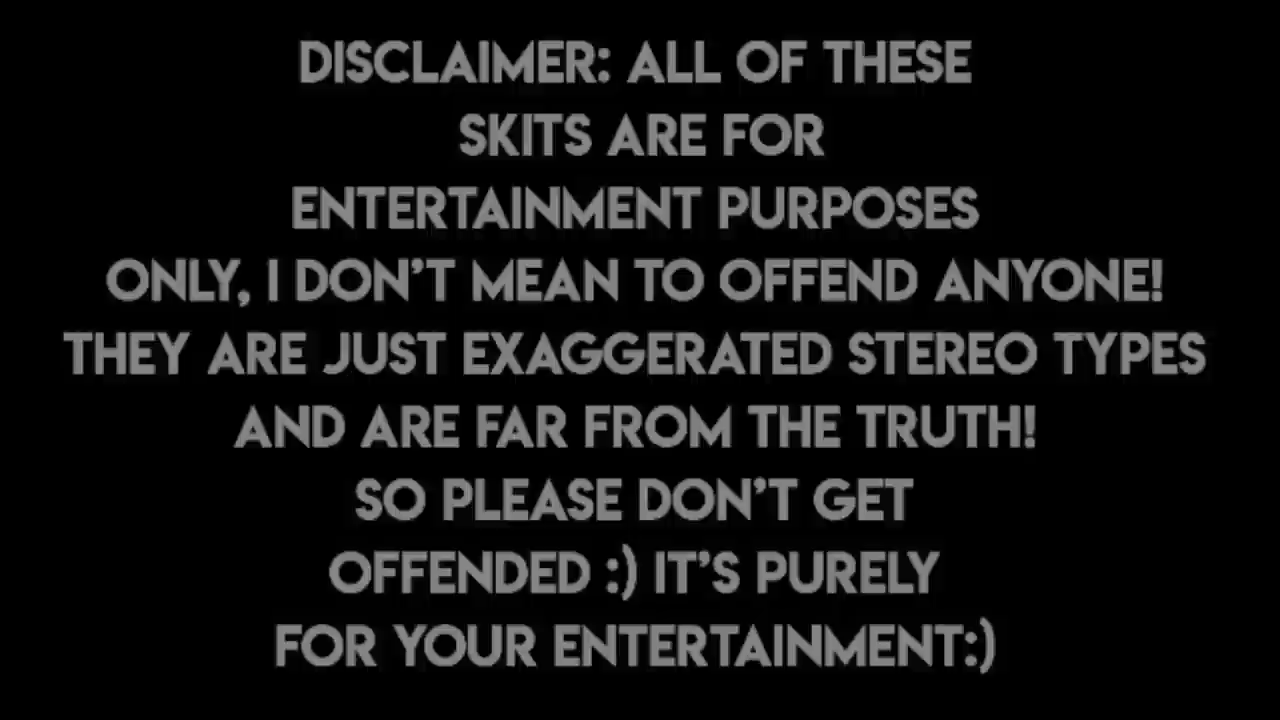 DISCLAIMER: ALL OF THESE
SKITS ARE FOR
ENTERTAINMENT PURPOSES
ONLY, I DON'T MEAN TO OFFEND ANYONE!
THEY ARE JUST EXAGGERATED STEREO TYPES
AND ARE FAR FROM THE TRUTH!
SO PLEASE DON'T GET
OFFENDED :) IT'S PURELY
FOR YOUR ENTERTAINMENT:)